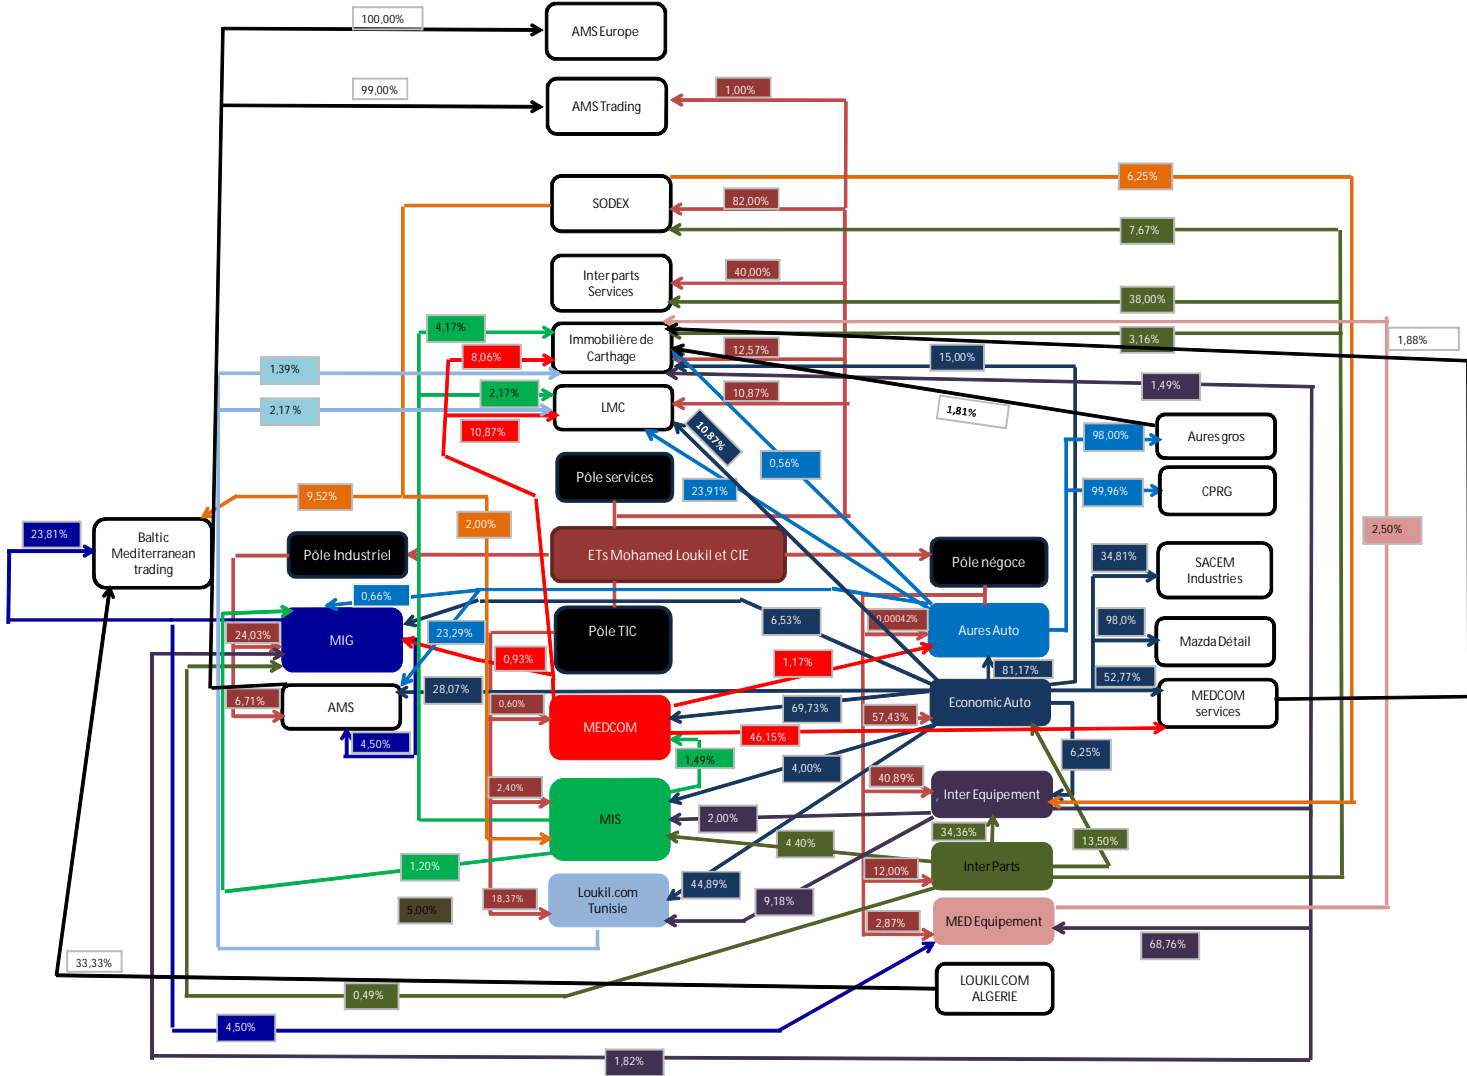 100,00%
AMS Europe
99,00%
AMS Trading
1,00%
6,25%
SODEX
82,00%
7,67%
Interparts
Services
40,00%
38,00%
4,17%
Immobilière de
Carthage
8,06%
12,57%
15,00%
3,16%
1,88%
1,39%
1,49%
2,17%
LMC
10,87%
2,17 %
10,87%
10,87%
1,81%
Aures gros
98,00%
Pôle services
0,56%
23,91%
99,96%
CPRG
9,52%
2,00%
2,50%
23,81%
Baltic
Mediterranean
trading
Pôle Industriel
ETs Mohamed Loukil et CIE
Pôle négoce
34,81%
SACEM
Industries
0,66%
24,03%
MIG
23,29%
Pôle TIC
6,53%
0,00042%
Aures Auto
98,0%
Mazda Détail
0,93%
1,17%
81,17%
52,77%
6,71%
AMS
28,07%
0,60%
MEDCOM
69,73%
57,43%
Economic Auto
MEDCOM
services
4,50%
46,15%
1,49%
6,25%
2,40%
4,00%
40,89%
Inter Equipement
MIS
2,00%
34,36%
13,50%
4.40%
1,20%
12,00%
Inter Parts
18,37%
Loukil.com
Tunisie
44,89%
9,18%
5,00%
2,87%
MED Equipement
68,76%
33,33%
LOUKIL COM
ALGERIE
0,49%
4,50%
1,82%